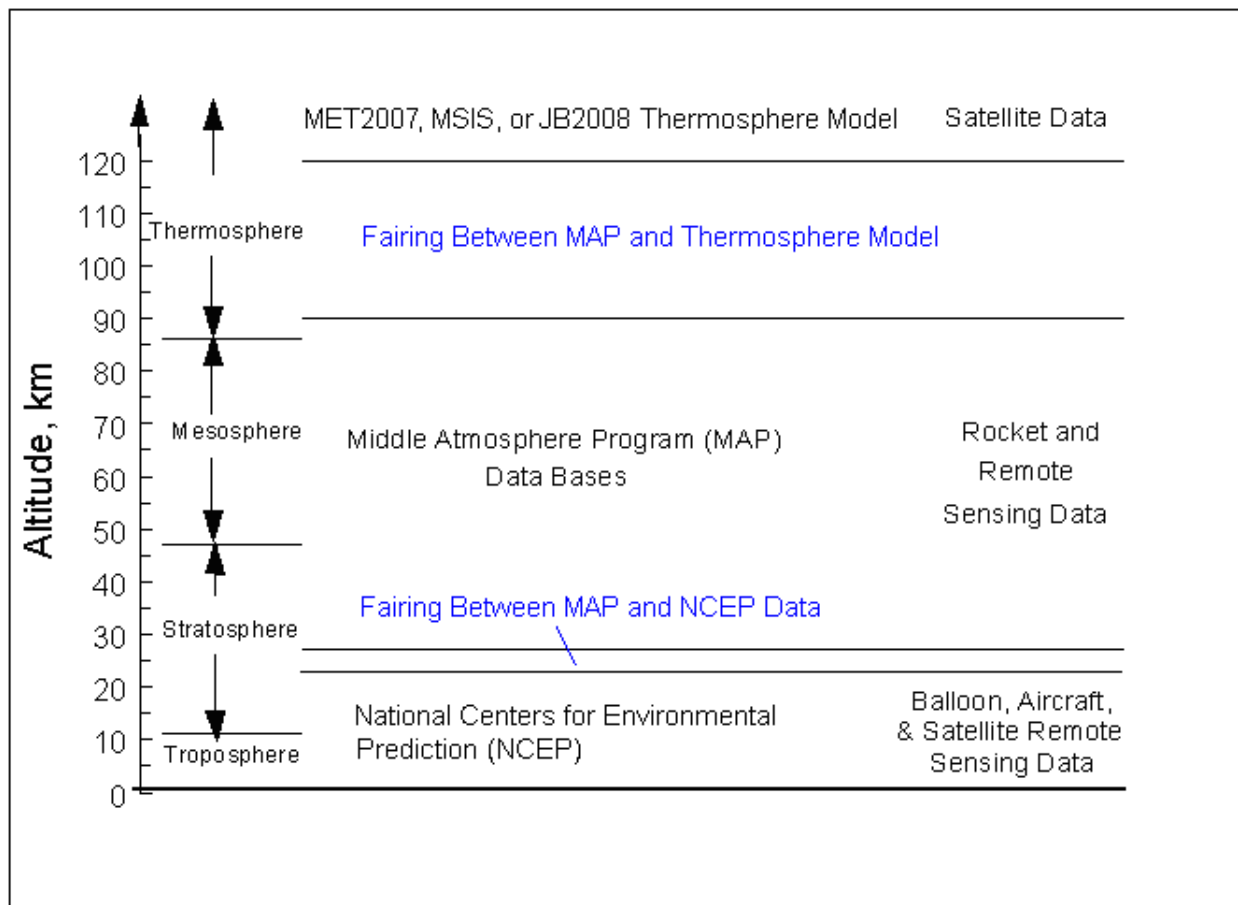 MET2007, MSIS, or JB2008 Thermosphere Model
Satellite Data
120
110
100
90
80
70
60
50
40
30
20
10
0
Altitude, km
Thermosphere
Fairing Between MAP and Thermosphere Model
Mesosphere
Middle Atmosphere Program (MAP)
Data Bases
Rocket and
Remote
Sensing Data
Fairing Between MAP and NCEP Data
Stratosphere
National Centers for Environmental
Prediction (NCEP)
Balloon, Aircraft,
& Satellite Remote
Sensing Data
Troposphere